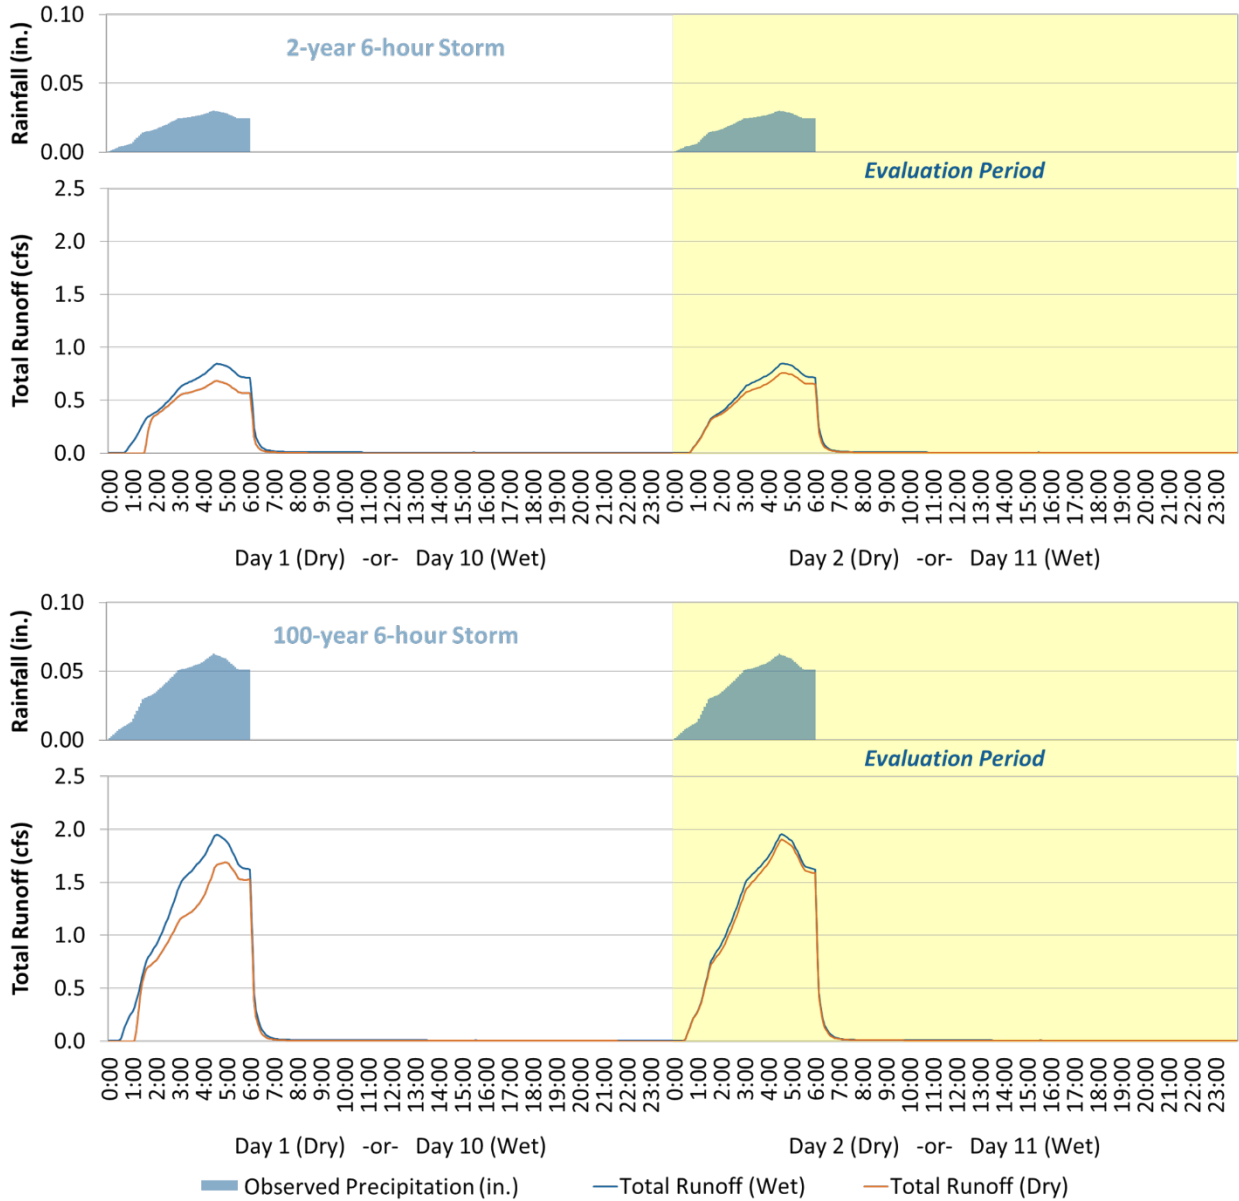 0.10
0.05
0.00
Rainfall (in.)
2-year 6-hour Storm
Evaluation Period
2.5
2.0
1.5
1.0
0.5
0.0
Total Runoff (cfs)
0:00 1:00 2:00 3:00 4:00 5:00 6:00 7:00 8:00 9:00 10:00 11:00 12:00 13:00 14:00 15:00 16:00 17:00 18:00 19:00 20:00 21:00 22:00 23:00 0:00 1:00 2:00 3:00 4:00 5:00 6:00 7:00 8:00 9:00 10:00 11:00 12:00 13:00 14:00 15:00 16:00 17:00 18:00 19:00 20:00 21:00 22:00 23:00
Day 1 (Dry) -or- Day 10 (Wet) Day 2 (Dry) -or- Day 11 (Wet)
0.10
0.05
0.00
Rainfall (in.)
100-year 6-hour Storm
Evaluation Period
2.5
2.0
1.5
1.0
0.5
0.0
Total Runoff (cfs)
0:00 1:00 2:00 3:00 4:00 5:00 6:00 7:00 8:00 9:00 10:00 11:00 12:00 13:00 14:00 15:00 16:00 17:00 18:00 19:00 20:00 21:00 22:00 23:00 0:00 1:00 2:00 3:00 4:00 5:00 6:00 7:00 8:00 9:00 10:00 11:00 12:00 13:00 14:00 15:00 16:00 17:00 18:00 19:00 20:00 21:00 22:00 23:00
Day 1 (Dry) -or- Day 10 (Wet) Day 2 (Dry) -or- Day 11 (Wet)
Observed Precipitation (in.) Total Runoff (Wet) Total Runoff (Dry)